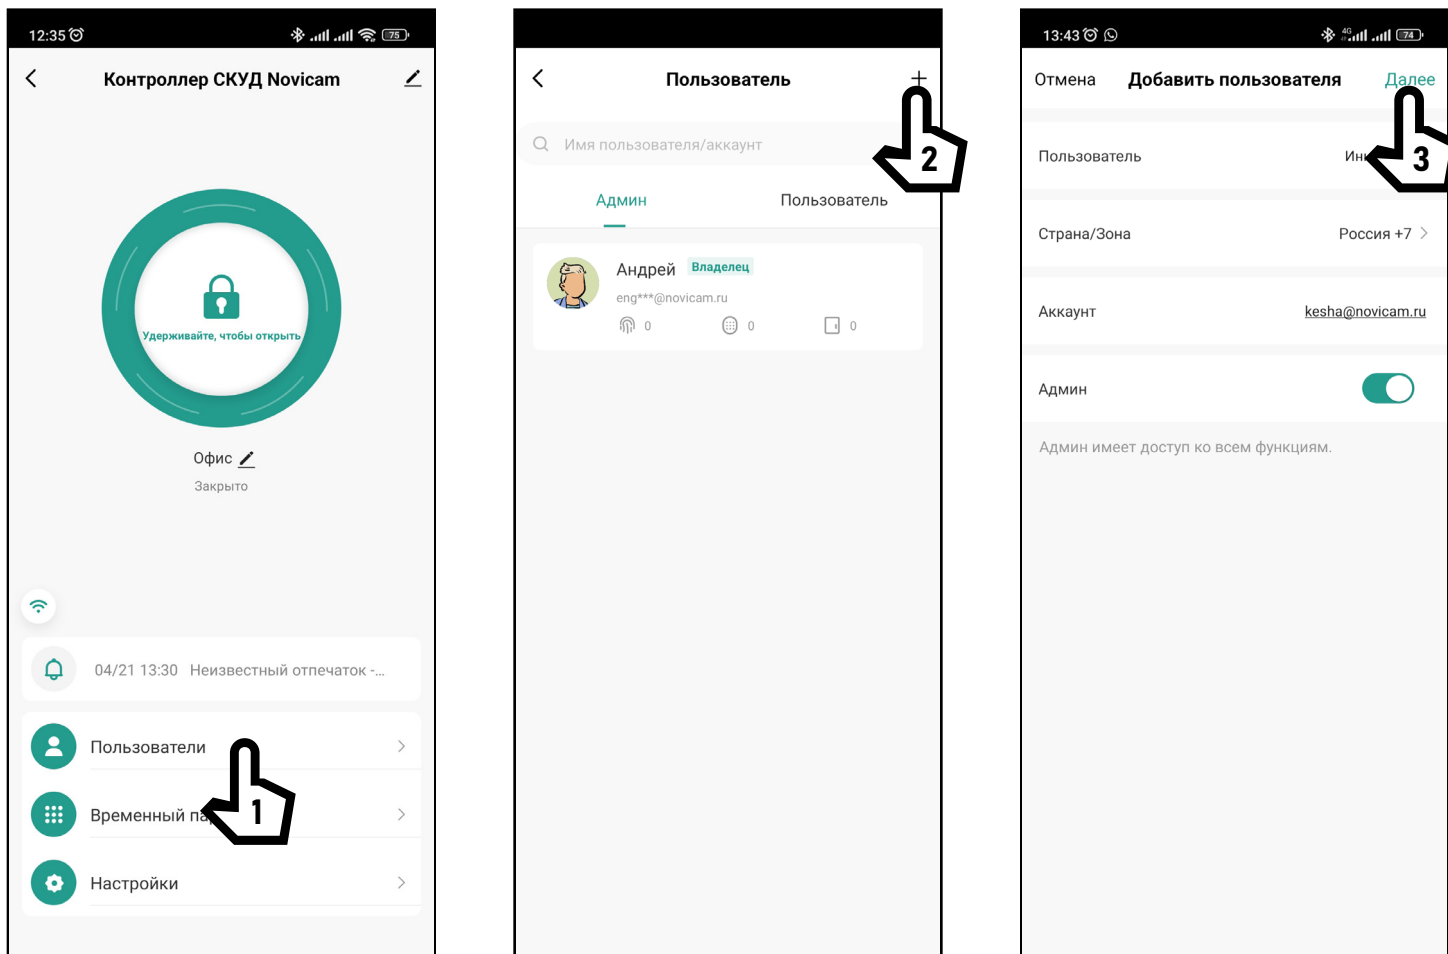 12:35
75
Контроллер СКУД Novicam
Удерживайте, чтобы открыть
Офис
Закрыто
04/21 13:30 Неизвестный отпечаток -...
Пользователи
1
Временный
Настройки
Пользователь
2
Имя пользователя/аккаунт
Админ Пользователь
Андрей Владелец
eng***@novicam.ru
0 0 0
13:43
4G
74
Отмена Добавить пользователя Далее
3
Пользователь
Страна/Зона Россия +7
Аккаунт kesha@novicam.ru
Админ
Админ имеет доступ ко всем функциям.